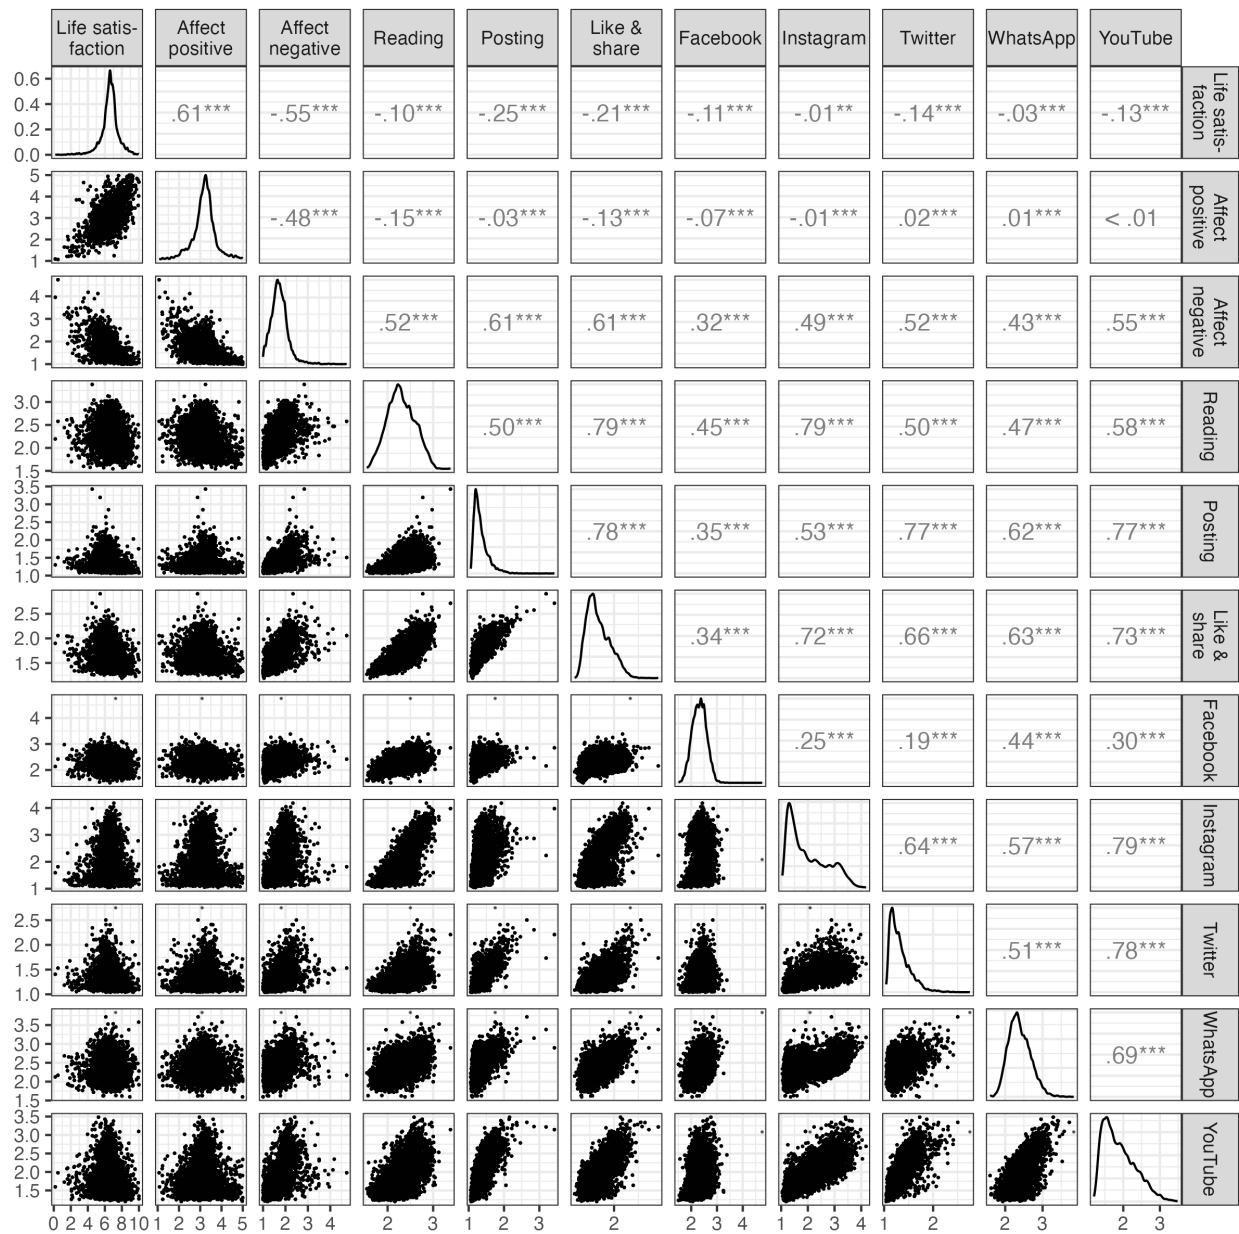 Life satis-
faction
Affect
positive
Affect
negative
Reading
Posting
Like &
share
Facebook
Instagram
Twitter
WhatsApp
YouTube
0.6
0.4
0.2
0.0
.61***
-.55***
-.10***
-.25***
-.21***
-.11***
-.01**
-.14***
-.03***
-.13***
Life satis-
faction
5
4
3
2
1
-.48***
-.15***
-.03***
-.13***
-.07***
-.01***
.02***
.01***
< .01
Affect
positive
4
3
2
1
.52***
.61***
.61***
.32***
.49***
.52***
.43***
.55***
Affect
negative
3.0
2.5
2.0
1.5
.50***
.79***
.45***
.79***
.50***
.47***
.58***
Reading
3.5
3.0
2.5
2.0
1.5
1.0
.78***
.35***
.53***
.77***
.62***
.77***
Posting
2.5
2.0
1.5
.34***
.72***
.66***
.63***
.73***
Like &
share
4
3
2
.25***
.19***
.44***
.30***
Facebook
4
3
2
1
.64***
.57***
.79***
Instagram
2.5
2.0
1.5
1.0
.51***
.78***
Twitter
3.5
3.0
2.5
2.0
1.5
.69***
WhatsApp
3.5
3.0
2.5
2.0
1.5
YouTube
0 2 4 6 8 10
1 2 3 4 5
1 2 3 4
2 3
1 2 3
2
2 3 4
1 2 3 4
1 2
2 3
2 3